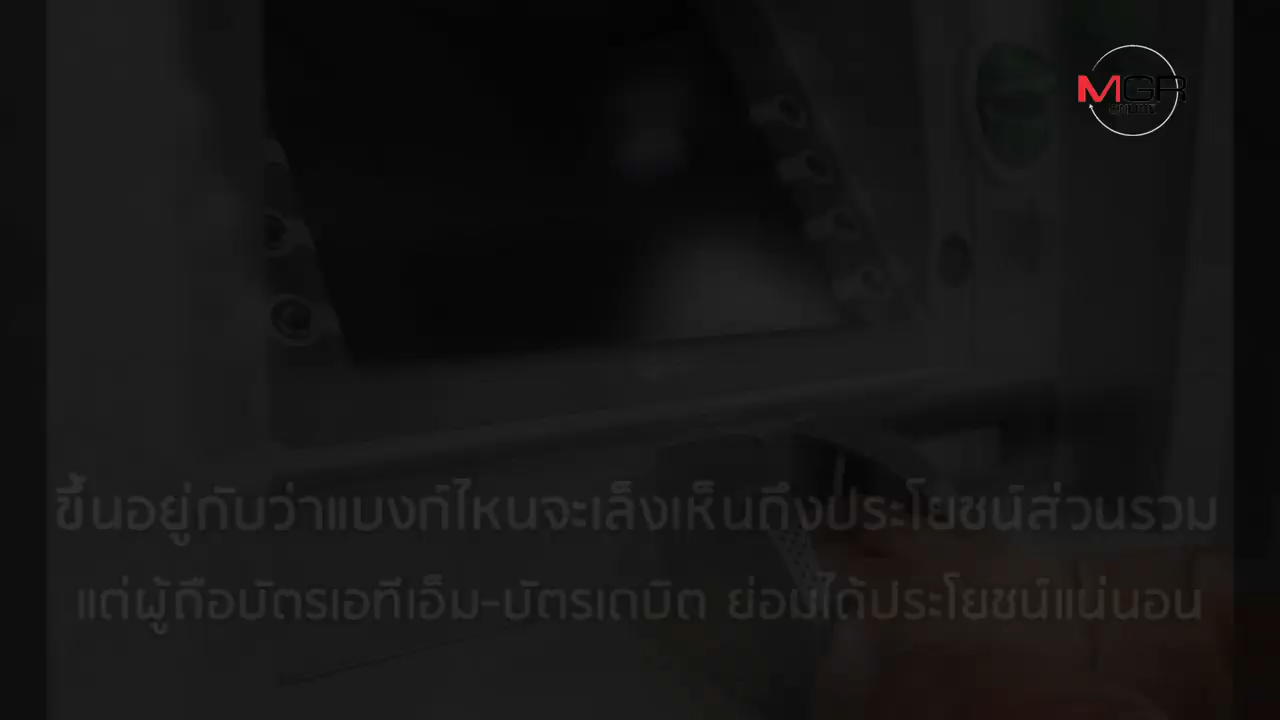 MGR
ONLINE
ขึ้นอยู่กับว่าแบงก์ไหนจะเล็งเห็นถึงประโยชน์ส่วนรวม
แต่ผู้ถือบัตรเอทีเอ็ม-บัตรเดบิต ย่อมได้ประโยชน์แน่นอน